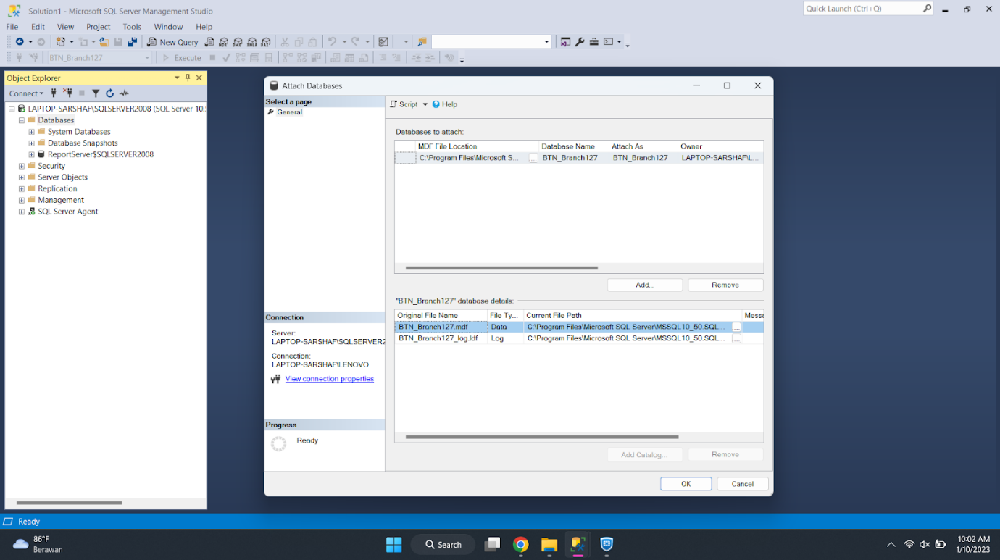 Solution1 - Microsoft SQL Server Management Studio
Quick Launch (Ctrl+Q)
File Edit View Project Tools Window Help
New Query
MDX DMX XMLA DAX
BTN_Branch127
Execute
Object Explorer
Connect
LAPTOP-SARSHAF\SQLSERVER2008 (SQL Server 10.
Databases
System Databases
Database Snapshots
ReportServer$SQLSERVER2008
Security
Server Objects
Replication
Management
SQL Server Agent
Attach Databases
Select a page
General
Script
Help
Databases to attach:
MDF File Location Database Name Attach As Owner
C:\Program Files\Microsoft S... ... BTN_Branch127 BTN_Branch127 LAPTOP-SARSHAF\L...
Add... Remove
"BTN_Branch127" database details:
Original File Name File Ty... Current File Path Messa
BTN_Branch127.mdf Data C:\Program Files\Microsoft SQL Server\MSSQL10_50.SQL... ...
BTN_Branch127_log.ldf Log C:\Program Files\Microsoft SQL Server\MSSQL10_50.SQL... ...
Add Catalog... Remove
Connection
Server:
LAPTOP-SARSHAF\SQLSERVER2
Connection:
LAPTOP-SARSHAF\LENOVO
View connection properties
Progress
Ready
OK Cancel
Ready
86°F
Berawan
Search
10:02 AM
1/10/2023